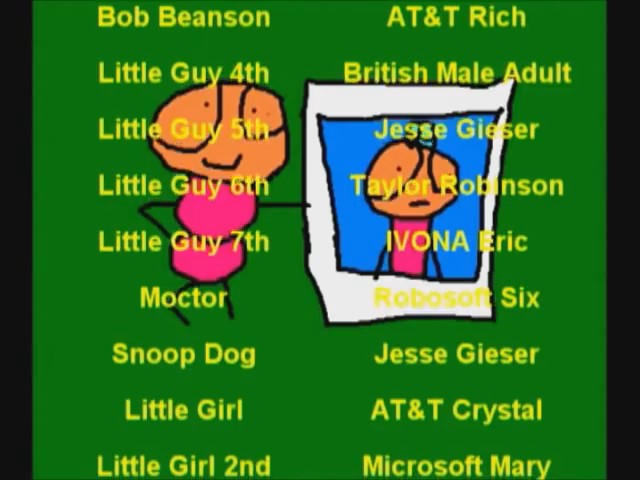 Bob Beanson AT&T Rich
Little Guy 4th British Male Adult
Little Guy 5th Jesse Gieser
Little Guy 6th Taylor Robinson
Little Guy 7th IVONA Eric
Moctor Robosoft Six
Snoop Dog Jesse Gieser
Little Girl AT&T Crystal
Little Girl 2nd Microsoft Mary